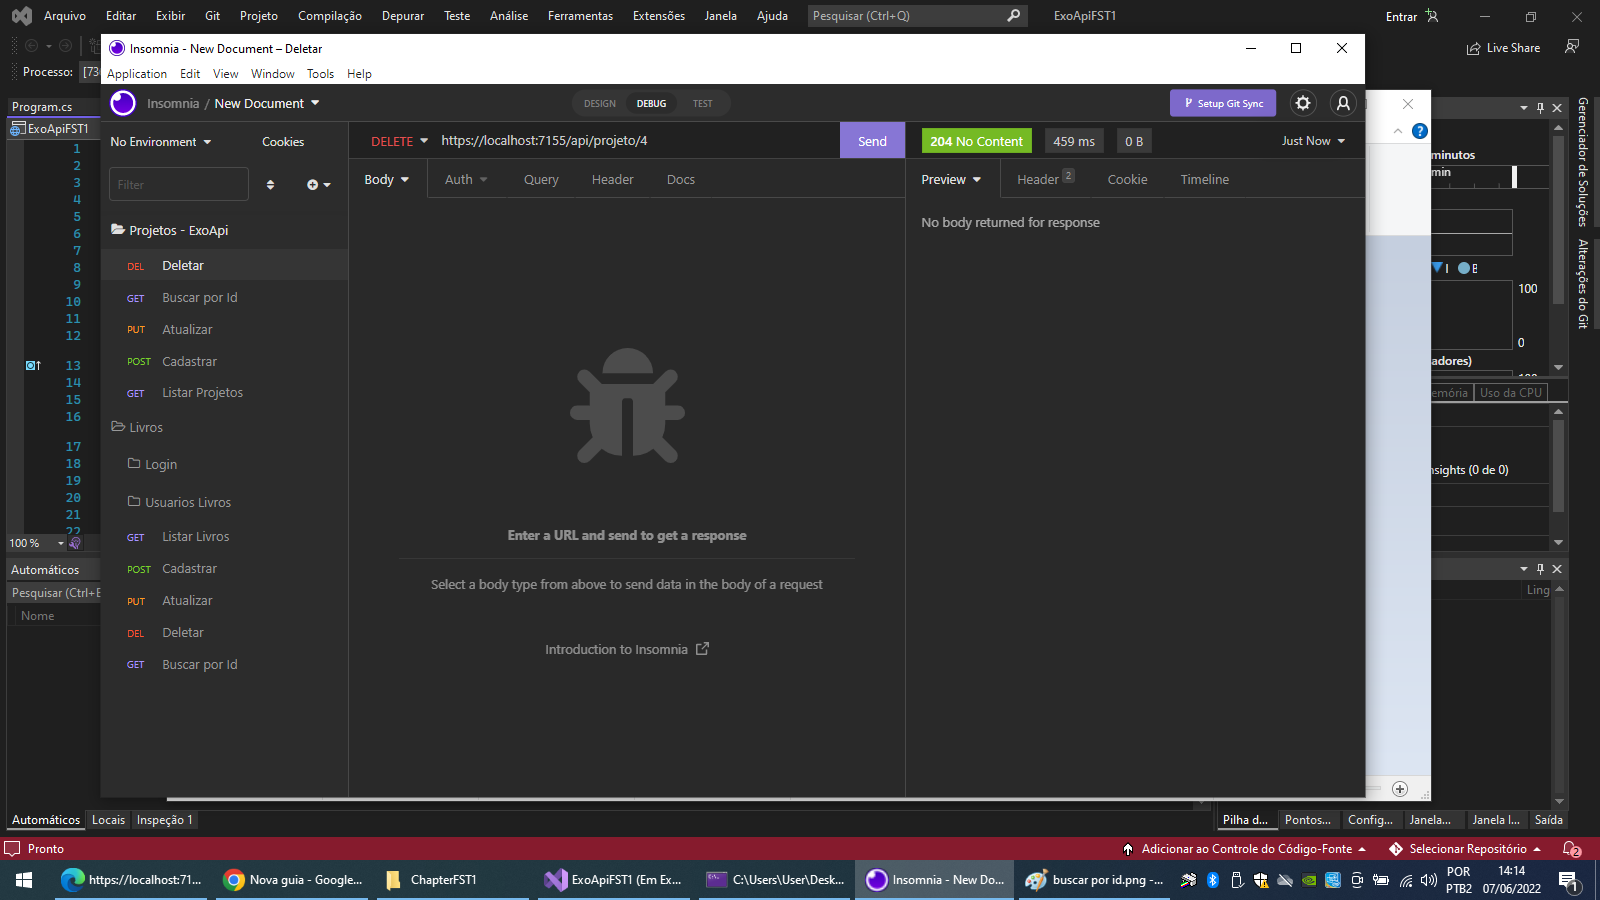 Arquivo Editar Exibir Git Projeto Compilação Depurar Teste Análise Ferramentas Extensões Janela Ajuda Pesquisar (Ctrl+Q) ExoApiFST1 Entrar
Live Share
Processo: [73
Program.cs
ExoApiFST1
1
2
3
4
5
6
7
8
9
10
11
12
13
14
15
16
17
18
19
20
21
22
100 %
Automáticos
Pesquisar (Ctrl+E
Nome
Insomnia - New Document – Deletar
Application Edit View Window Tools Help
Insomnia / New Document
DESIGN DEBUG TEST
Setup Git Sync
No Environment Cookies
Filter
Projetos - ExoApi
DEL Deletar
GET Buscar por Id
PUT Atualizar
POST Cadastrar
GET Listar Projetos
Livros
Login
Usuarios Livros
GET Listar Livros
POST Cadastrar
PUT Atualizar
DEL Deletar
GET Buscar por Id
DELETE https://localhost:7155/api/projeto/4 Send
Body Auth Query Header Docs
Enter a URL and send to get a response
Select a body type from above to send data in the body of a request
Introduction to Insomnia
204 No Content 459 ms 0 B Just Now
Preview Header 2 Cookie Timeline
No body returned for response
minutos
min
100
0
adores)
100
emória Uso da CPU
nsights (0 de 0)
Ling
Gerenciador de Soluções
Alterações do Git
Automáticos Locais Inspeção 1
Pilha d... Pontos... Config... Janela... Janela I... Saída
Pronto
Adicionar ao Controle do Código-Fonte Selecionar Repositório 2
https://localhost:71... Nova guia - Google... ChapterFST1 ExoApiFST1 (Em Ex... C:\Users\User\Desk... Insomnia - New Do... buscar por id.png -...
POR
PTB2
14:14
07/06/2022
1